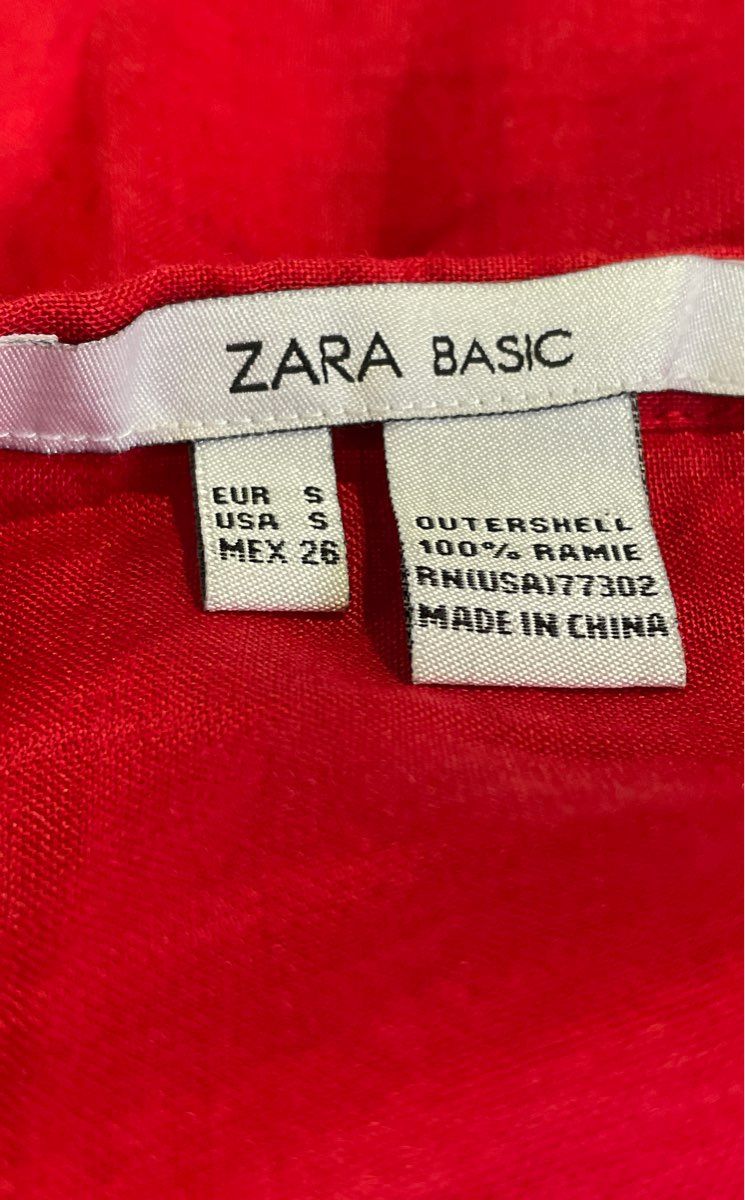 ZARA BASIC
EUR S
USA S
MEX 26
OUTERSHELL
100% RAMIE
RN(USA)77302
MADE IN CHINA